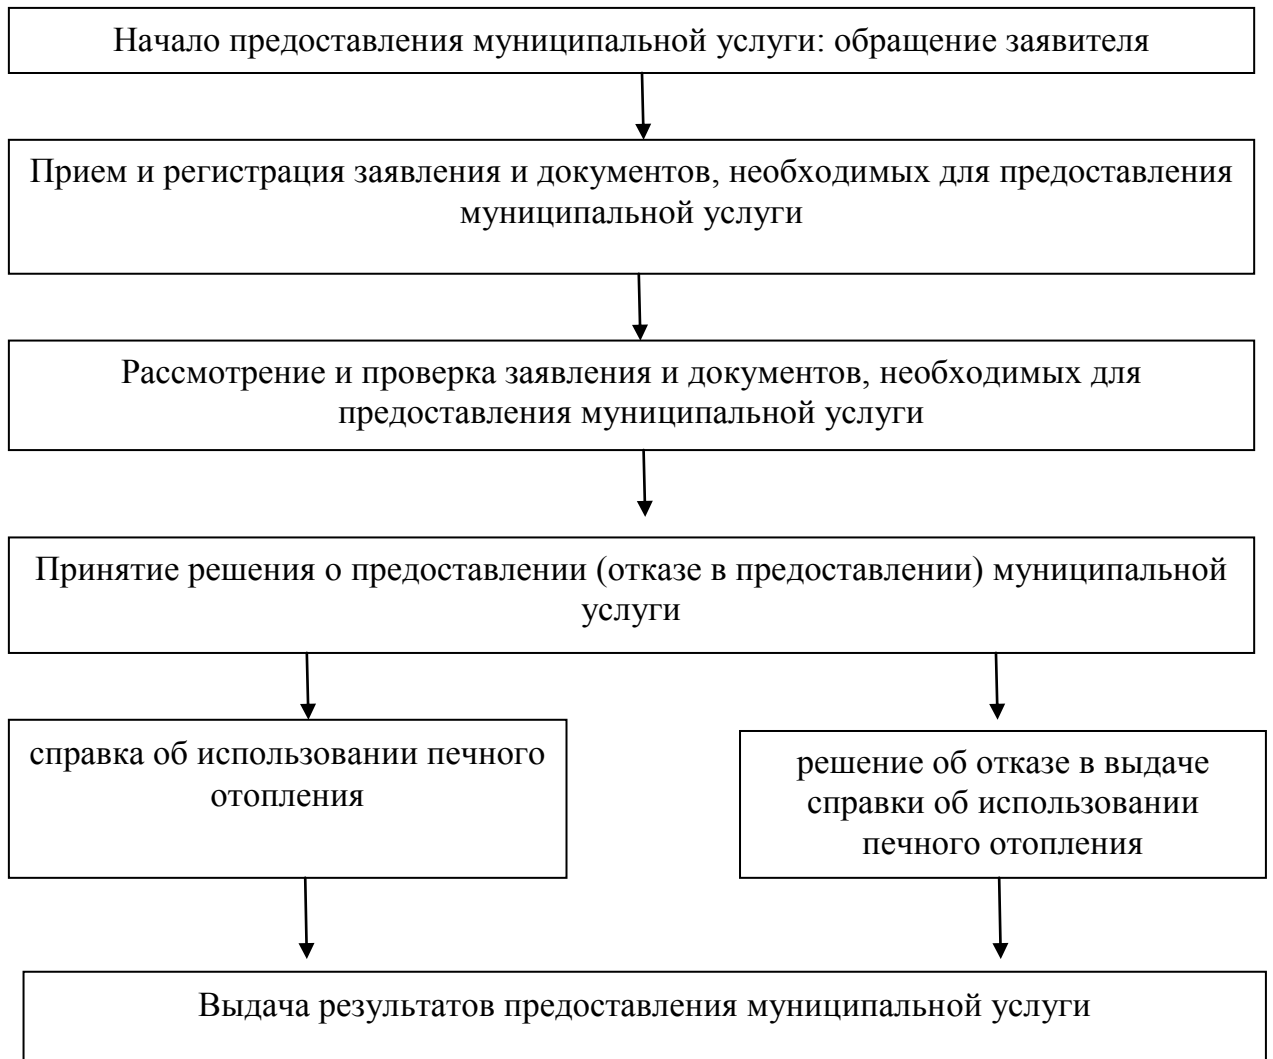 Начало предоставления муниципальной услуги: обращение заявителя
Прием и регистрация заявления и документов, необходимых для предоставления
муниципальной услуги
Рассмотрение и проверка заявления и документов, необходимых для
предоставления муниципальной услуги
Принятие решения о предоставлении (отказе в предоставлении) муниципальной
услуги
справка об использовании печного
отопления
решение об отказе в выдаче
справки об использовании
печного отопления
Выдача результатов предоставления муниципальной услуги